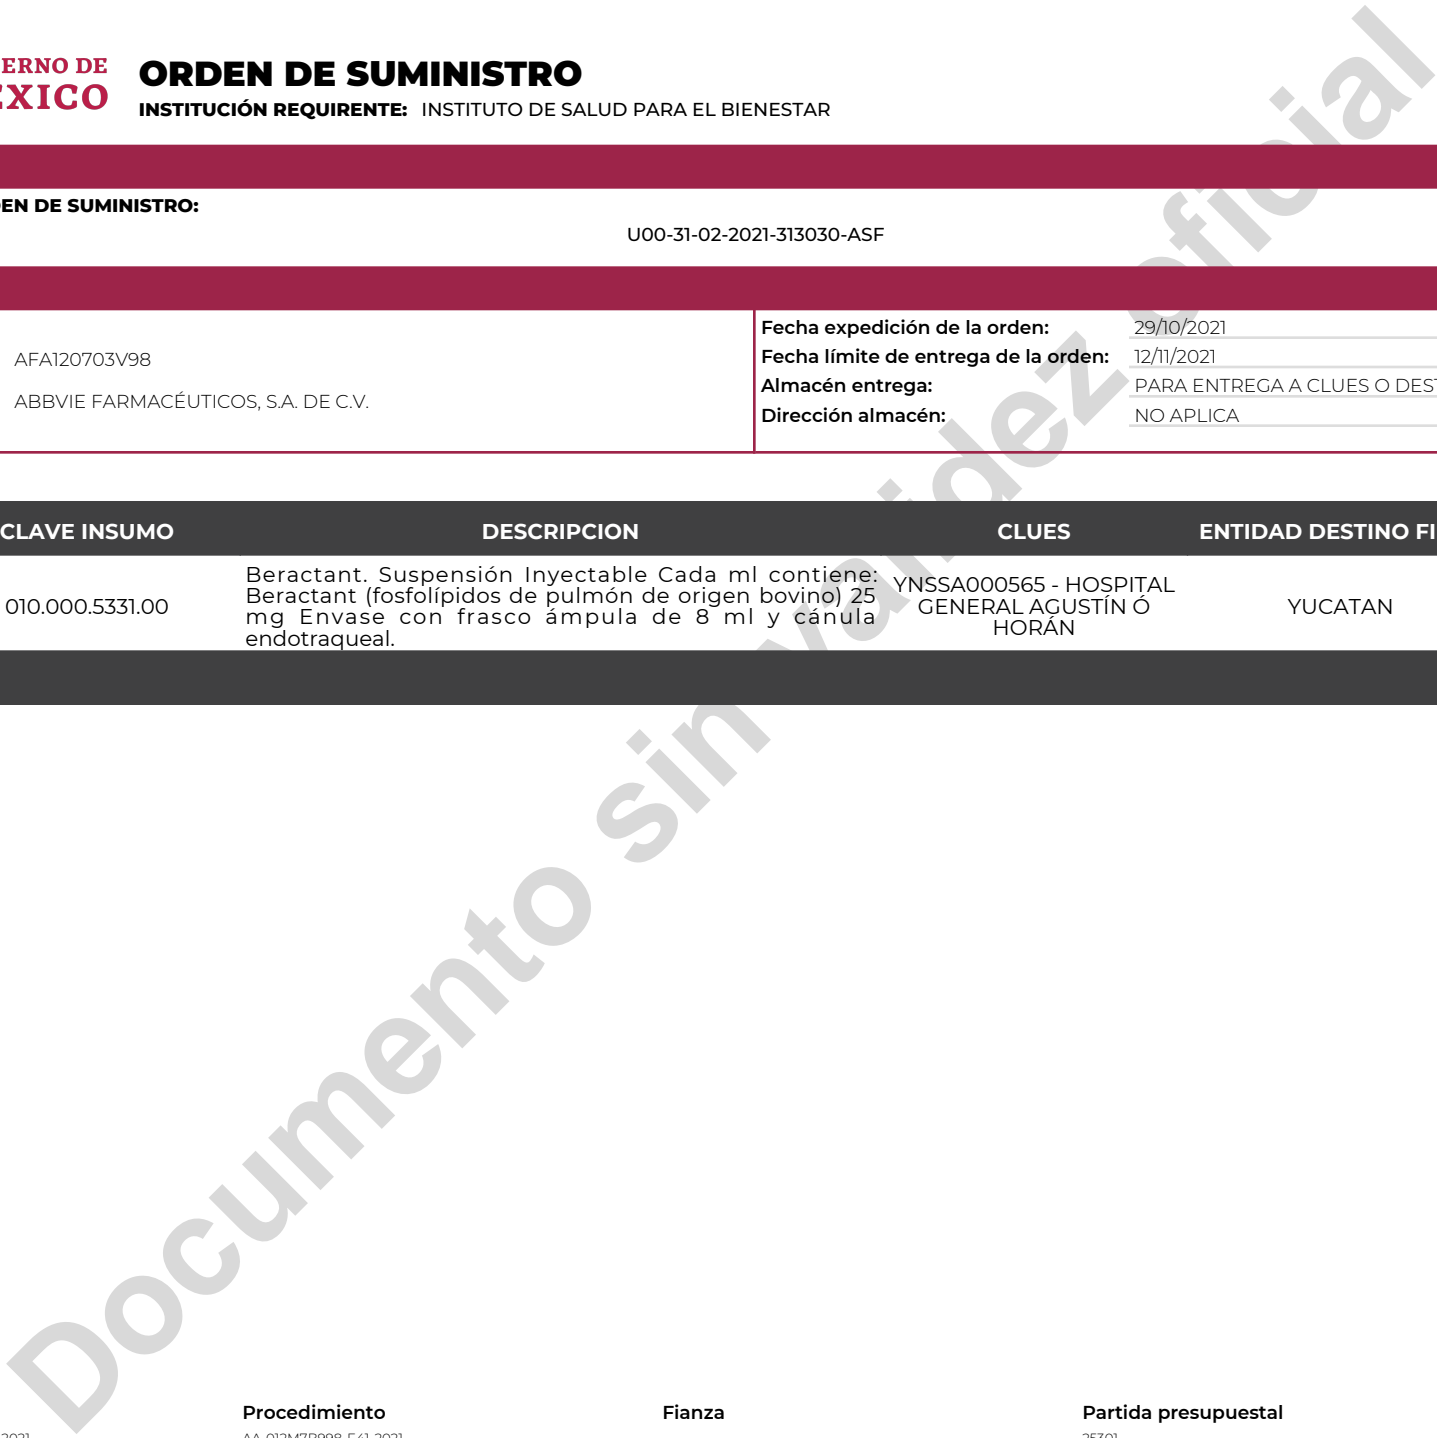 ERNO DE
ORDEN DE SUMINISTRO
INSTITUCIÓN REQUIRENTE: INSTITUTO DE SALUD PARA EL BIENESTAR
EN DE SUMINISTRO:
U00-31-02-2021-313030-ASF
Fecha expedición de la orden: 29/10/2021
AFA120703V98
Fecha límite de entrega de la orden: 12/11/2021
Almacén entrega: PARA ENTREGA A CLUES O DEST
ABBVIE FARMACÉUTICOS, S.A. DE C.V.
Dirección almacén: NO APLICA
CLAVE INSUMO DESCRIPCION CLUES ENTIDAD DESTINO FI
010.000.5331.00
Beractant. Suspensión Inyectable Cada ml contiene:
Beractant (fosfolípidos de pulmón de origen bovino) 25
mg Envase con frasco ámpula de 8 ml y cánula
endotraqueal.
YNSSA000565 - HOSPITAL
GENERAL AGUSTÍN Ó
HORÁN
YUCATAN
Documento sin validez oficial
Procedimiento Fianza Partida presupuestal